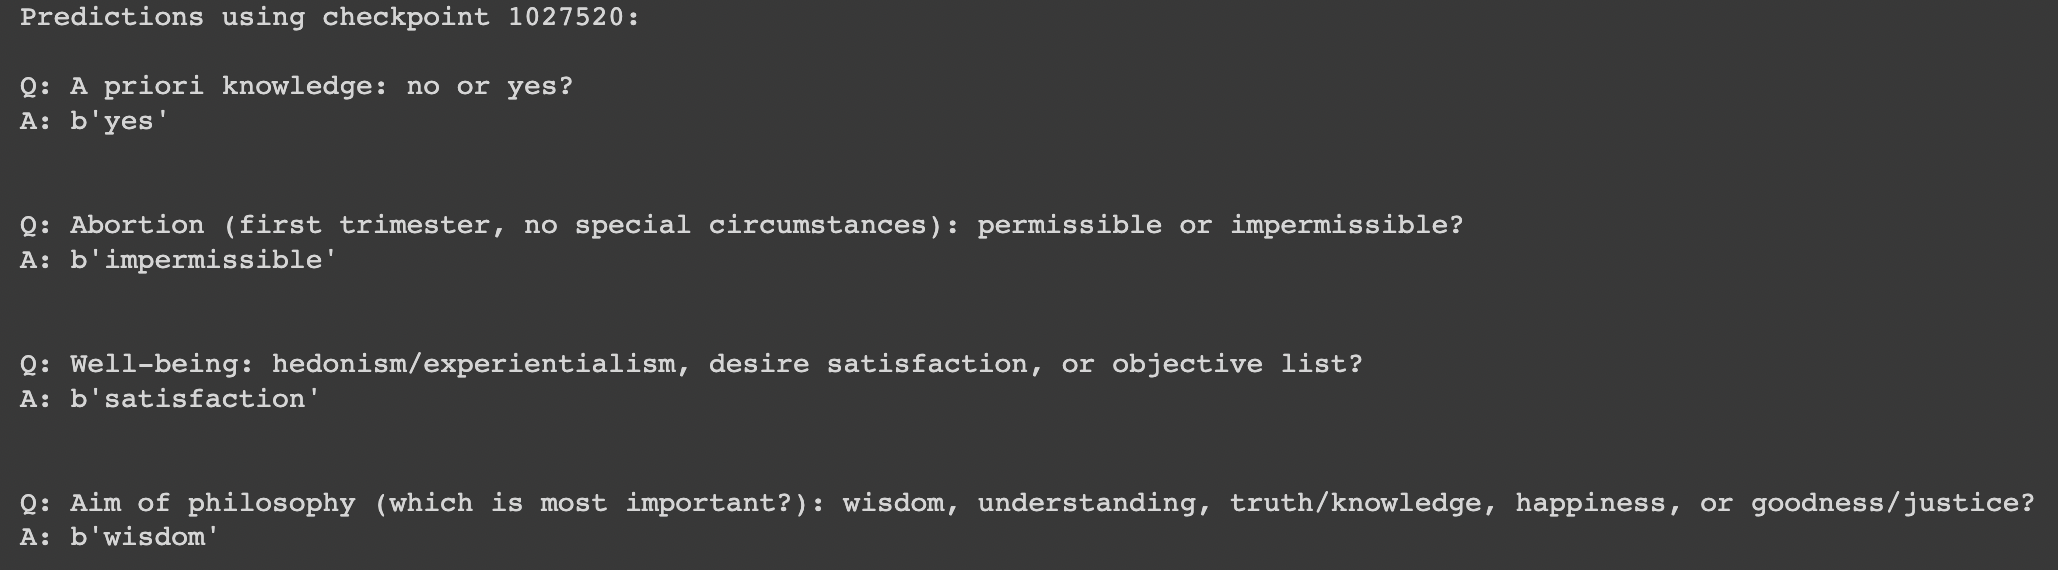 Predictions using checkpoint 1027520:
Q: A priori knowledge: no or yes?
A: b'yes'
Q: Abortion (first trimester, no special circumstances): permissible or impermissible?
A: b'impermissible'
Q: Well-being: hedonism/experientialism, desire satisfaction, or objective list?
A: b'satisfaction'
Q: Aim of philosophy (which is most important?): wisdom, understanding, truth/knowledge, happiness, or goodness/justice?
A: b'wisdom'